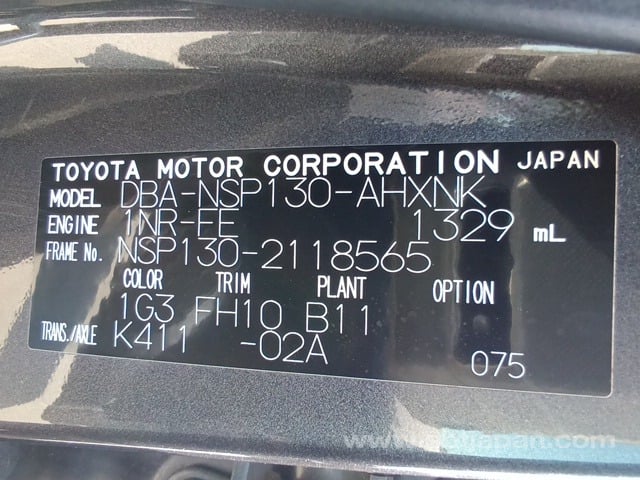 TOYOTA MOTOR CORPORATION JAPAN
MODEL DBA-NSP130-AHXNK
ENGINE 1NR-FE 1329 mL
FRAME No. NSP130-2118565
COLOR TRIM PLANT OPTION
1G3 FH10 B11
TRANS./AXLE K411 -02A
075